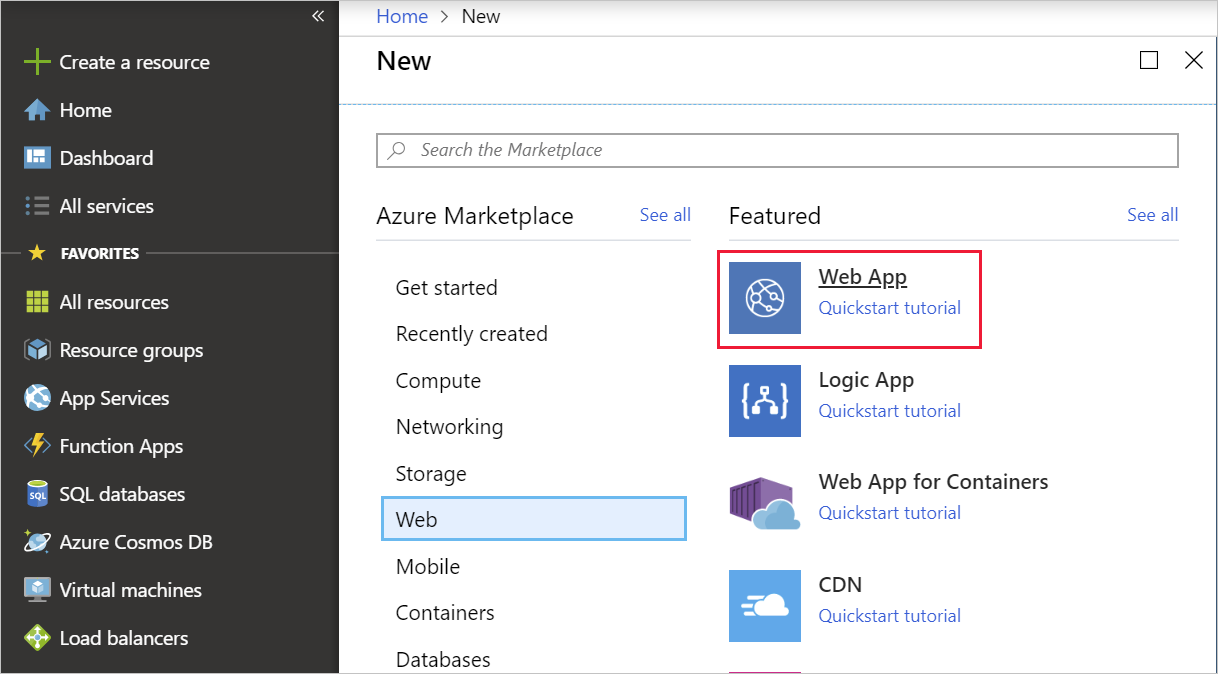 «
Create a resource
Home
Dashboard
All services
FAVORITES
All resources
Resource groups
App Services
Function Apps
SQL
SQL databases
Azure Cosmos DB
Virtual machines
Load balancers
Home > New
New
Search the Marketplace
Azure Marketplace
See all
Get started
Recently created
Compute
Networking
Storage
Web
Mobile
Containers
Databases
Featured
See all
Web App
Quickstart tutorial
Logic App
Quickstart tutorial
Web App for Containers
Quickstart tutorial
CDN
Quickstart tutorial